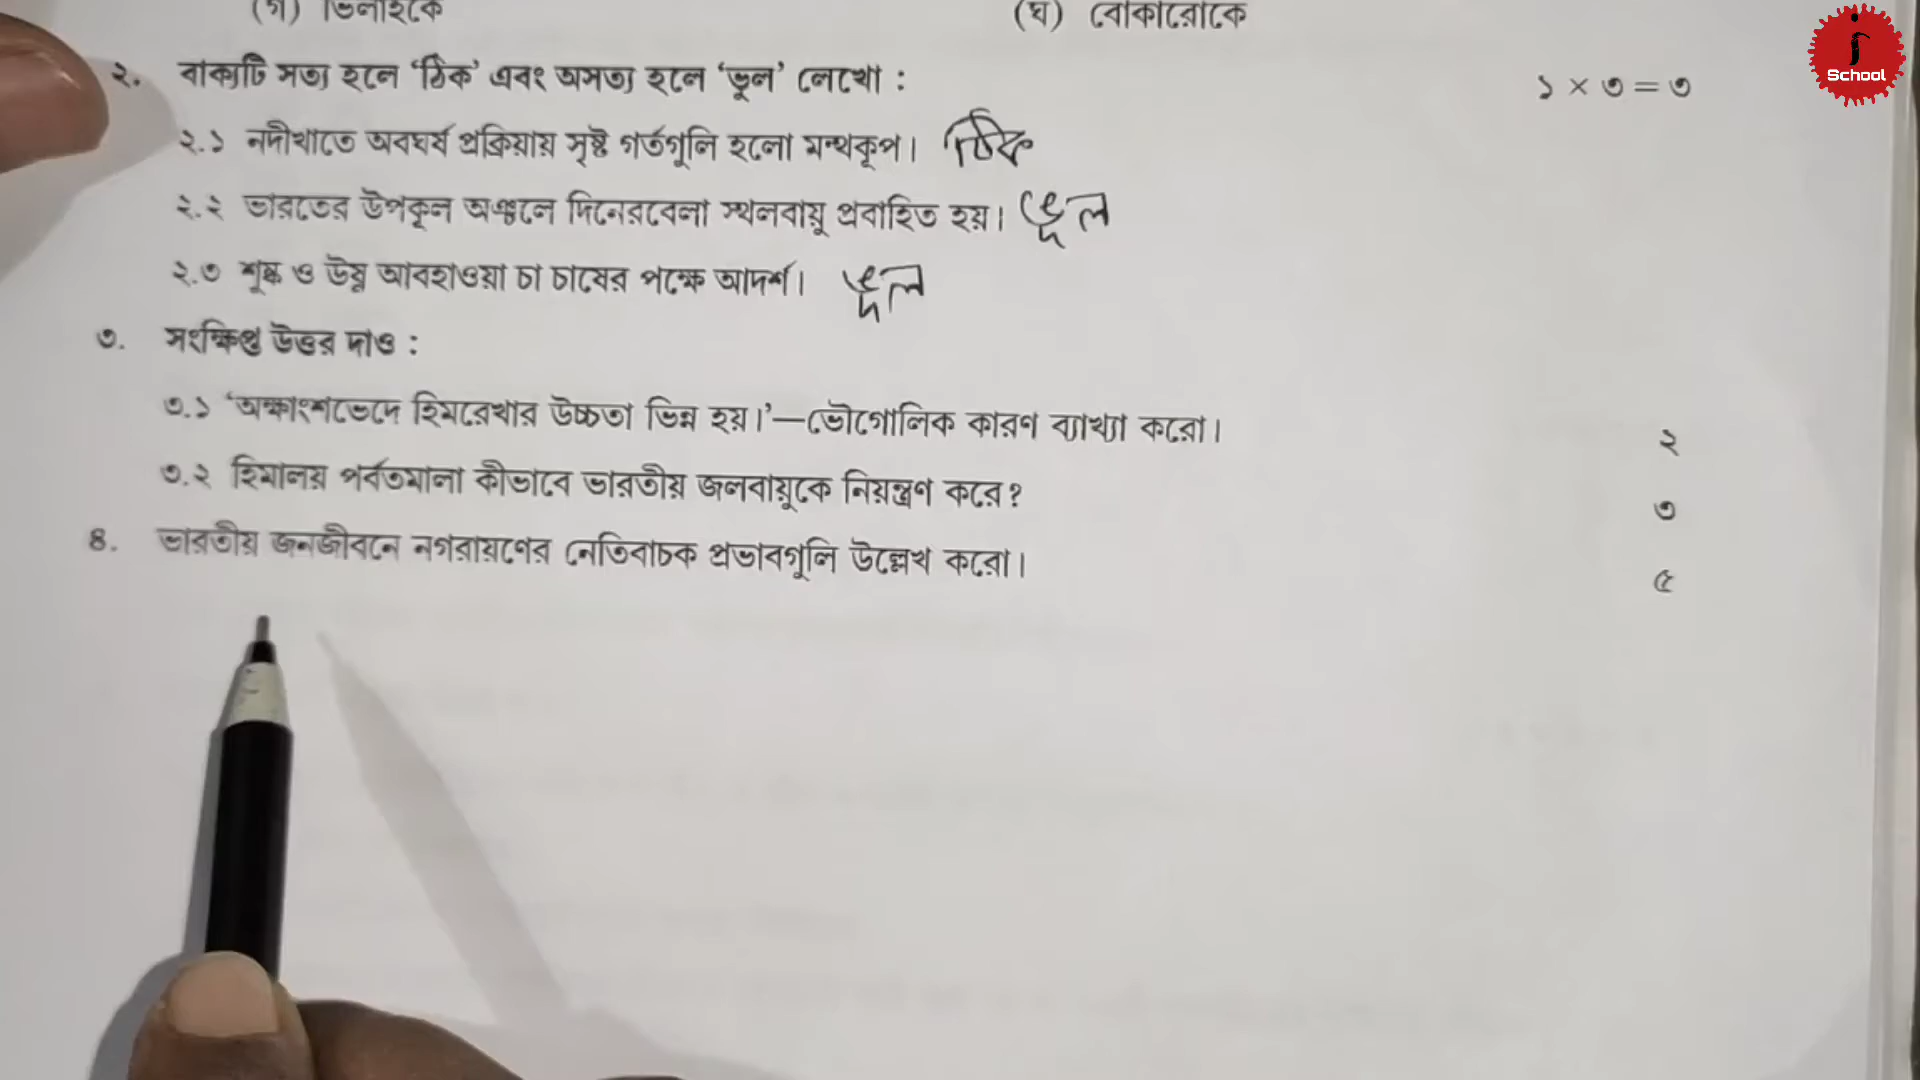 (গ) ভিলাইকে (ঘ) বোকারোকে
School
২. বাক্যটি সত্য হলে ‘ঠিক’ এবং অসত্য হলে ‘ভুল’ লেখো : ১ × ৩ = ৩
২.১ নদীখাতে অবঘর্ষ প্রক্রিয়ায় সৃষ্ট গর্তগুলি হলো মন্থকূপ। ঠিক
২.২ ভারতের উপকূল অঞ্চলে দিনেরবেলা স্থলবায়ু প্রবাহিত হয়। ভুল
২.৩ শুষ্ক ও উষ্ণ আবহাওয়া চা চাষের পক্ষে আদর্শ। ভুল
৩. সংক্ষিপ্ত উত্তর দাও :
৩.১ ‘অক্ষাংশভেদে হিমরেখার উচ্চতা ভিন্ন হয়।’—ভৌগোলিক কারণ ব্যাখ্যা করো। ২
৩.২ হিমালয় পর্বতমালা কীভাবে ভারতীয় জলবায়ুকে নিয়ন্ত্রণ করে? ৩
৪. ভারতীয় জনজীবনে নগরায়ণের নেতিবাচক প্রভাবগুলি উল্লেখ করো। ৫